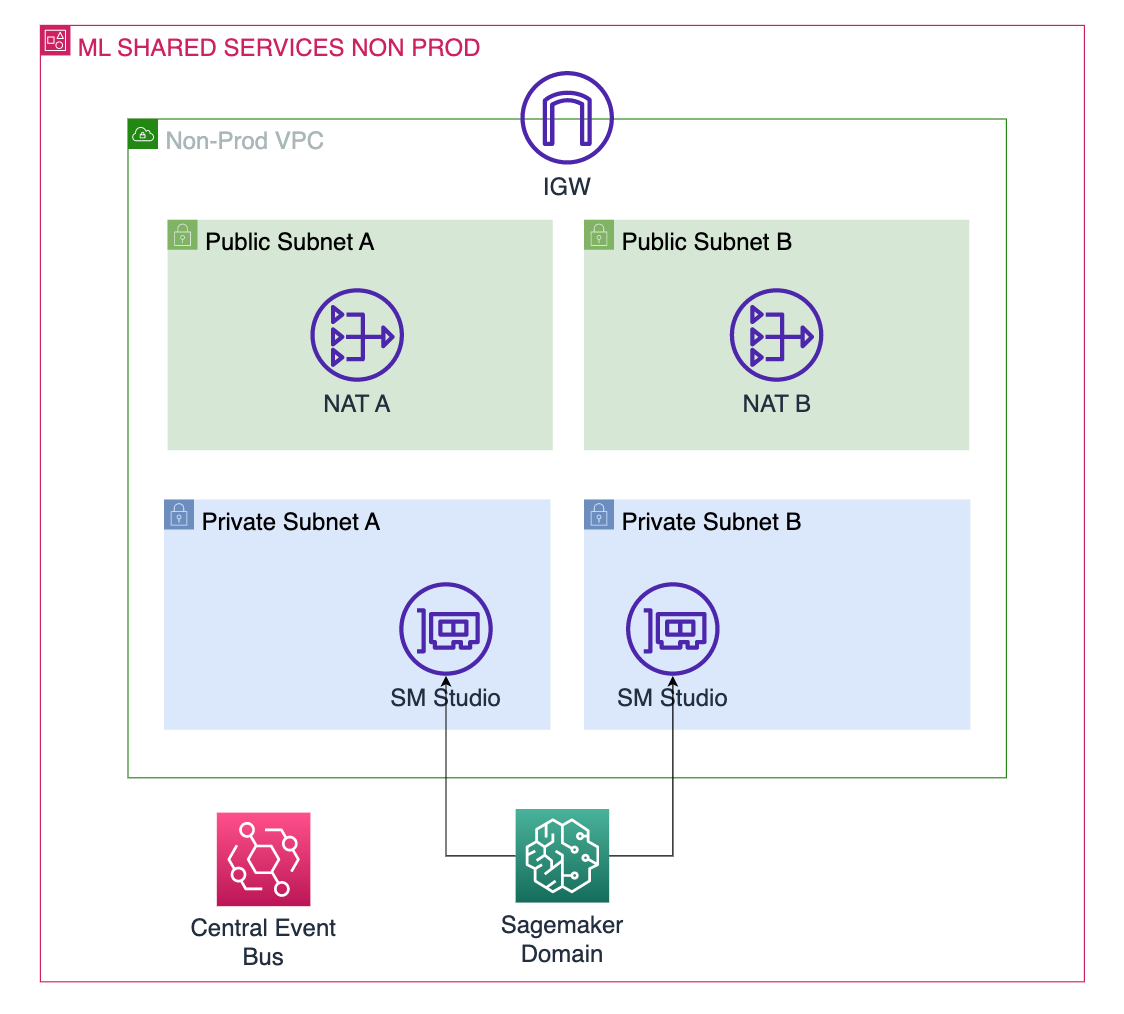 ML SHARED SERVICES NON PROD
Non-Prod VPC
IGW
Public Subnet A
Public Subnet B
NAT A
NAT B
Private Subnet A
Private Subnet B
SM Studio
SM Studio
Central Event
Bus
Sagemaker
Domain